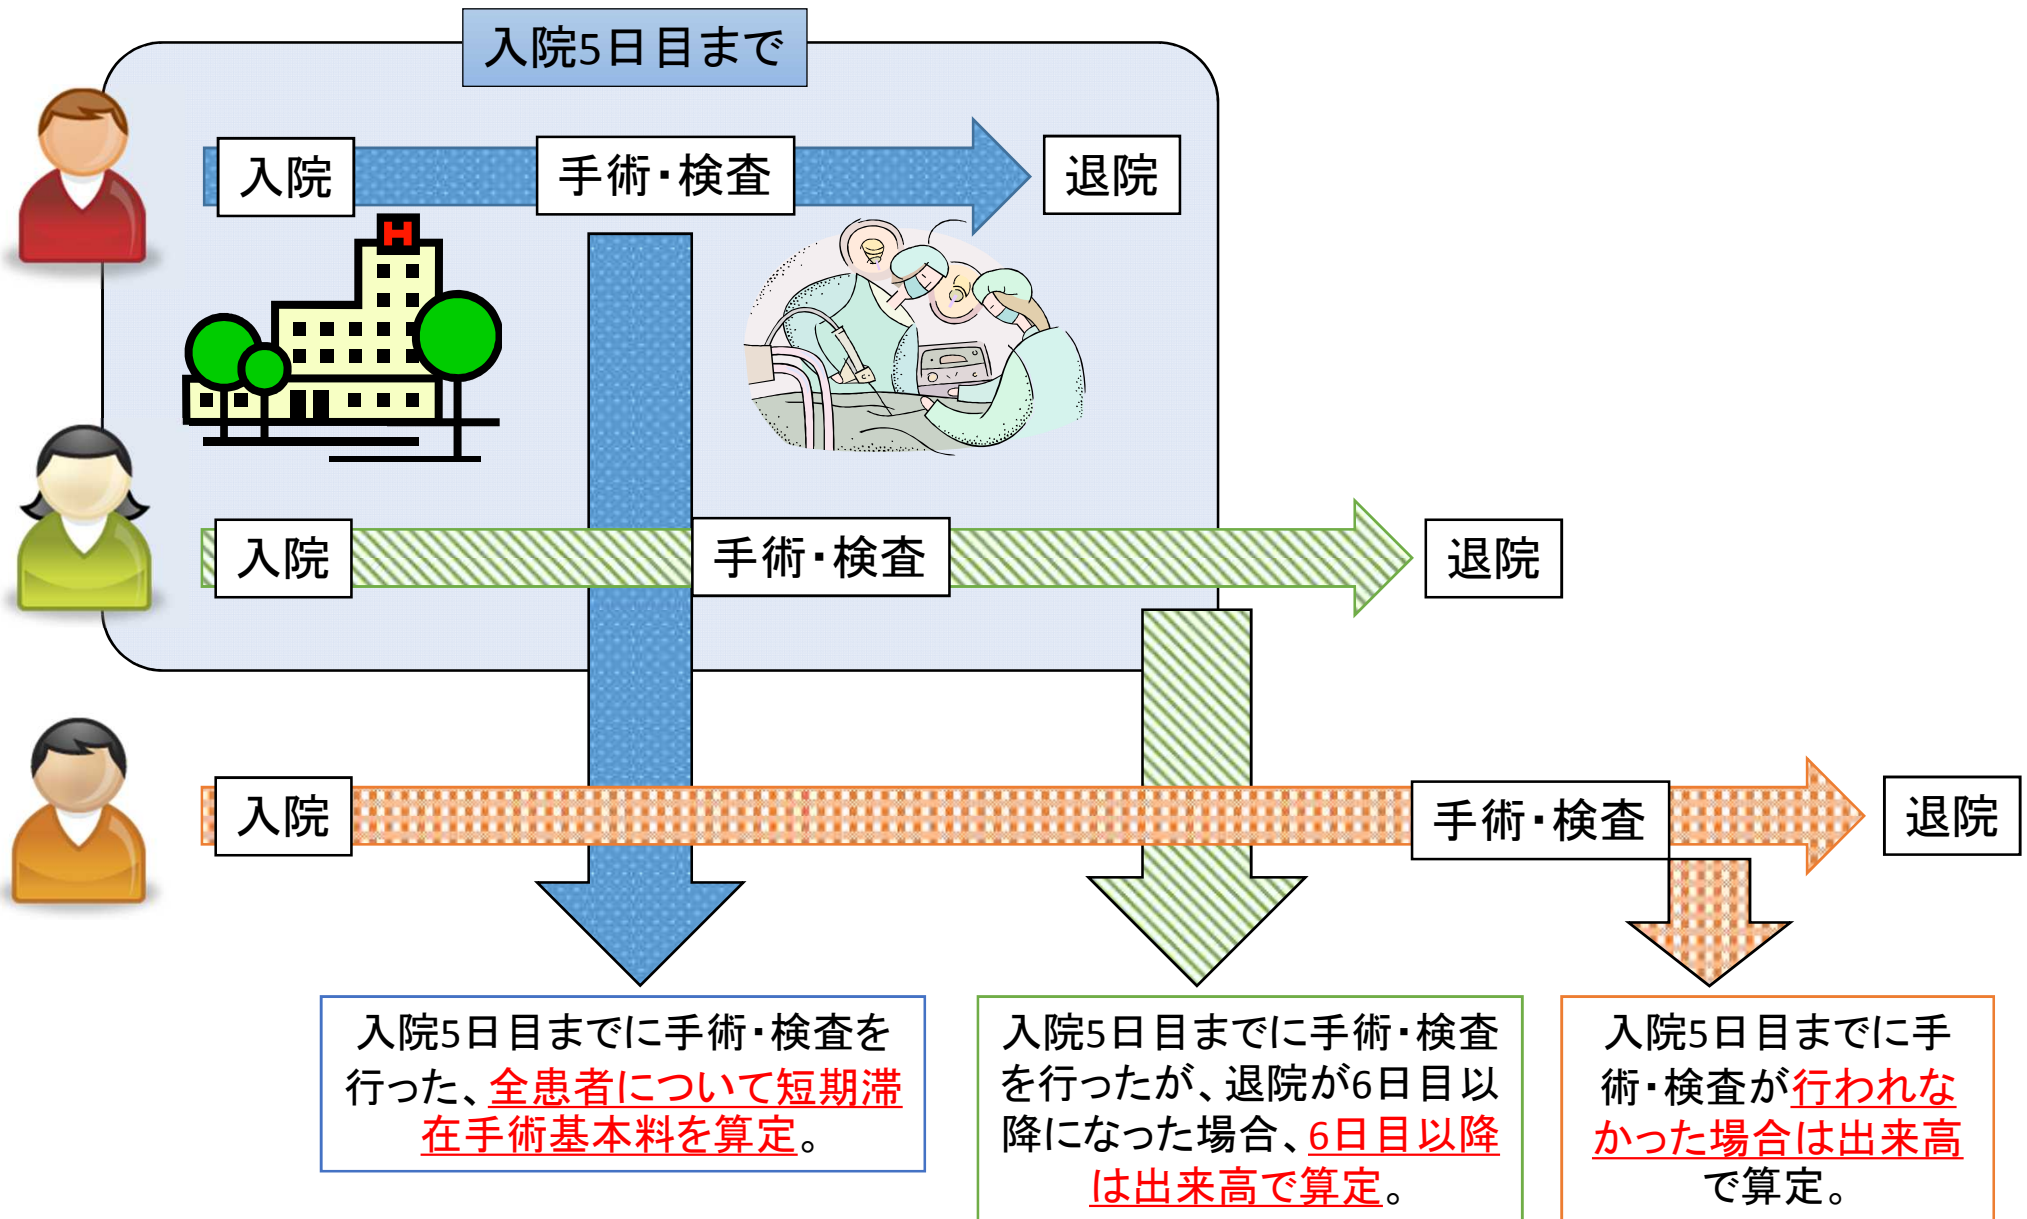 入院5日目まで
入院
手術・検査
退院
H
入院
手術・検査
退院
入院
手術・検査
退院
入院5日目までに手術・検査を
行った、全患者について短期滞
在手術基本料を算定。
入院5日目までに手術・検査
を行ったが、退院が6日目以
降になった場合、6日目以降
は出来高で算定。
入院5日目までに手
術・検査が行われな
かった場合は出来高
で算定。